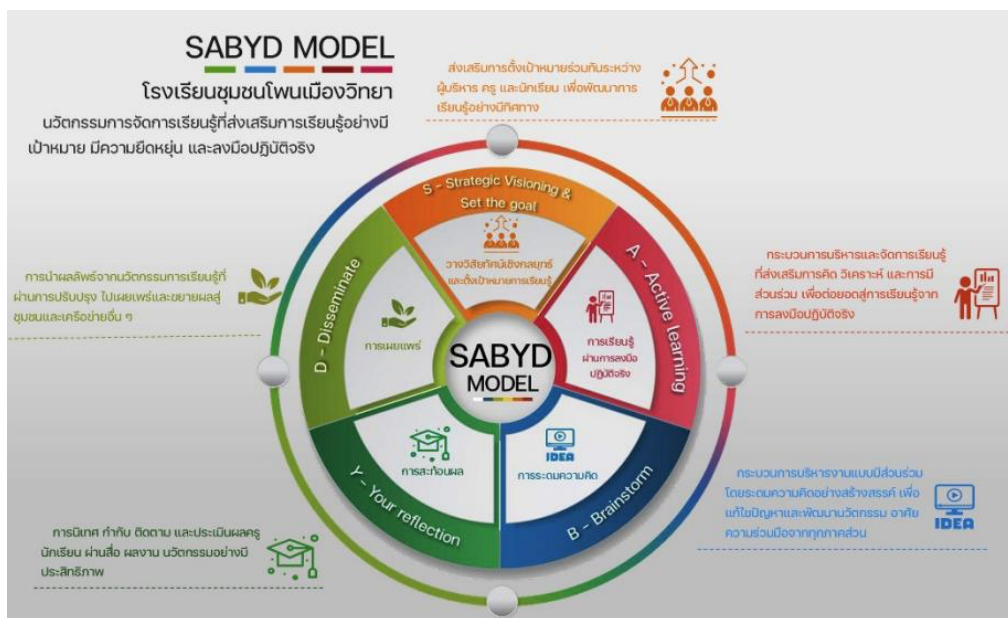 SABYD MODEL
โรงเรียนชุมชนโพนเมืองวิทยา
นวัตกรรมการจัดการเรียนรู้ที่ส่งเสริมการเรียนรู้อย่างมี
เป้าหมาย มีความยืดหยุ่น และลงมือปฏิบัติจริง
ส่งเสริมการตั้งเป้าหมายร่วมกันระหว่าง
ผู้บริหาร ครู และนักเรียน เพื่อพัฒนาการ
เรียนรู้อย่างมีทิศทาง
S - Strategic Visioning &
Set the goal
วางวิสัยทัศน์เชิงกลยุทธ์
และตั้งเป้าหมายการเรียนรู้
A - Active learning
การเรียนรู้
ผ่านการลงมือ
ปฏิบัติจริง
กระบวนการบริหารและจัดการเรียนรู้
ที่ส่งเสริมการคิด วิเคราะห์ และการมี
ส่วนร่วม เพื่อต่อยอดสู่การเรียนรู้จาก
การลงมือปฏิบัติจริง
B - Brainstorm
IDEA
การระดมความคิด
กระบวนการบริหารงานแบบมีส่วนร่วม
โดยระดมความคิดอย่างสร้างสรรค์ เพื่อ
แก้ไขปัญหาและพัฒนานวัตกรรม อาศัย
ความร่วมมือจากทุกภาคส่วน
IDEA
Y - Your reflection
การสะท้อนผล
การนิเทศ กำกับ ติดตาม และประเมินผลครู
นักเรียน ผ่านสื่อ ผลงาน นวัตกรรมอย่างมี
ประสิทธิภาพ
D - Disseminate
การเผยแพร่
การนำผลลัพธ์จากนวัตกรรมการเรียนรู้ที่
ผ่านการปรับปรุง ไปเผยแพร่และขยายผลสู่
ชุมชนและเครือข่ายอื่น ๆ
SABYD
MODEL